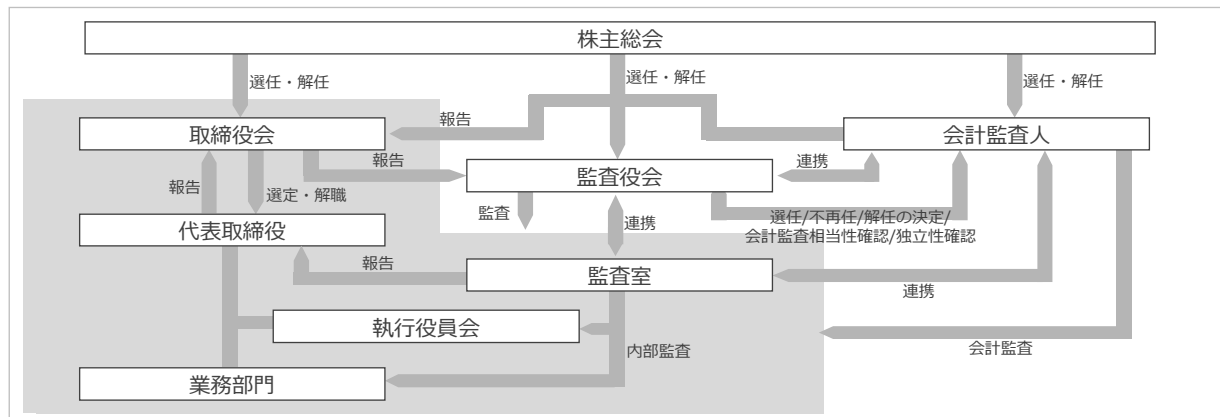 株主総会
選任・解任
選任・解任
選任・解任
報告
取締役会
会計監査人
報告
連携
監査役会
報告
選定・解職
監査
連携
選任/不再任/解任の決定/
会計監査相当性確認/独立性確認
代表取締役
報告
監査室
連携
執行役員会
内部監査
会計監査
業務部門